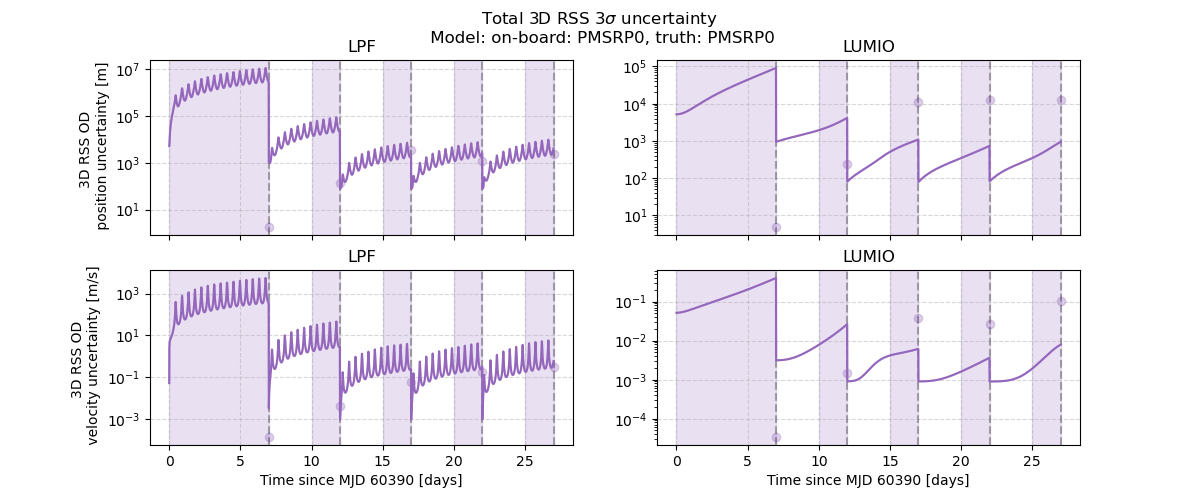 Total 3D RSS 3σ uncertainty
Model: on-board: PMSRP0, truth: PMSRP0
LPF
LUMIO
3D RSS OD
position uncertainty [m]
10^7
10^5
10^3
10^1
10^5
10^4
10^3
10^2
10^1
LPF
LUMIO
3D RSS OD
velocity uncertainty [m/s]
10^3
10^1
10^−1
10^−3
10^−1
10^−2
10^−3
10^−4
0 5 10 15 20 25
0 5 10 15 20 25
Time since MJD 60390 [days]
Time since MJD 60390 [days]